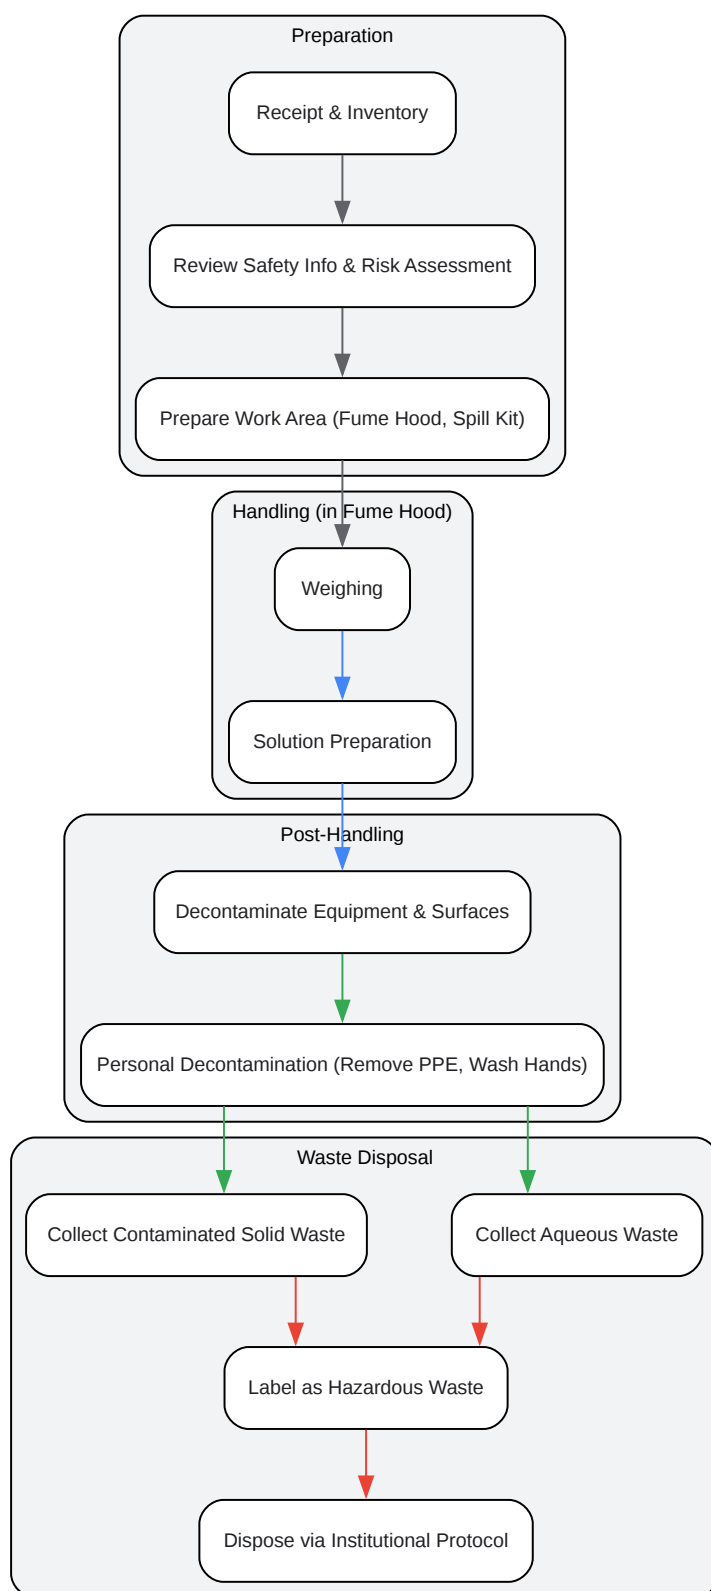 Preparation
Receipt & Inventory
Review Safety Info & Risk Assessment
Prepare Work Area (Fume Hood, Spill Kit)
Handling (in Fume Hood)
Weighing
Solution Preparation
Post-Handling
Decontaminate Equipment & Surfaces
Personal Decontamination (Remove PPE, Wash Hands)
Waste Disposal
Collect Contaminated Solid Waste
Collect Aqueous Waste
Label as Hazardous Waste
Dispose via Institutional Protocol